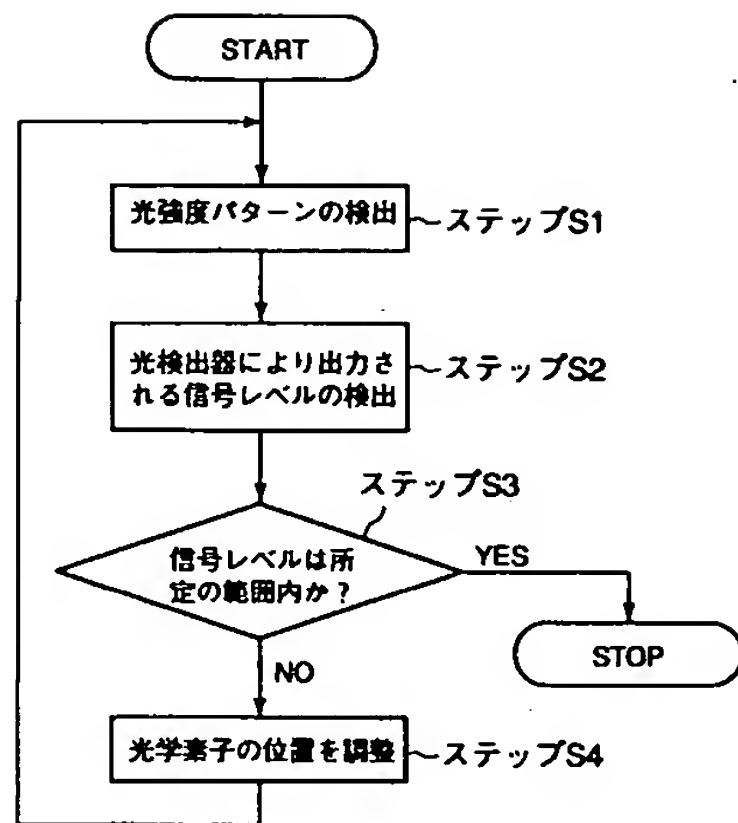 START
光強度パターンの検出
ステップS1
光検出器により出力さ
れる信号レベルの検出
ステップS2
ステップS3
信号レベルは所
定の範囲内か？
YES
STOP
NO
光学素子の位置を調整
ステップS4